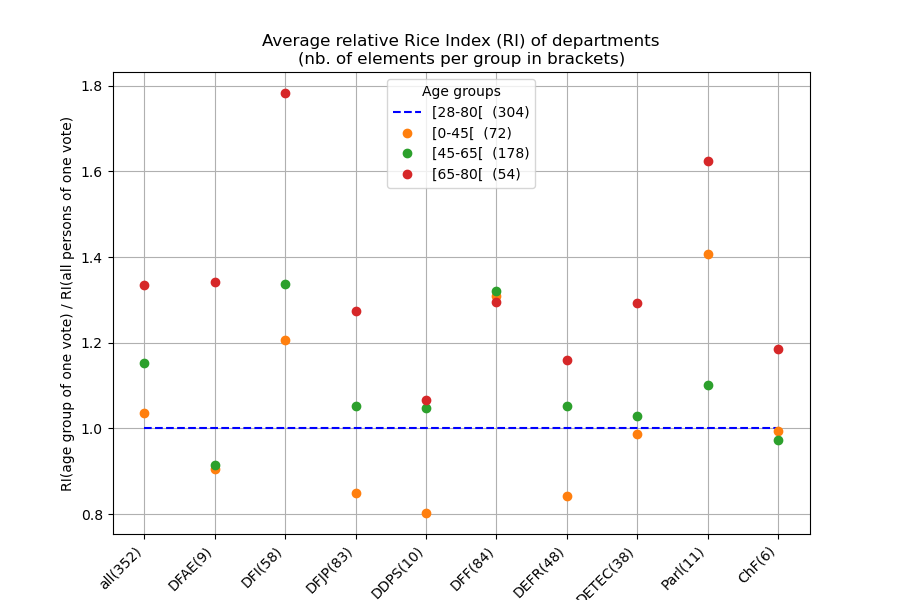 Average relative Rice Index (RI) of departments
(nb. of elements per group in brackets)
RI(age group of one vote) / RI(all persons of one vote)
1.8
1.6
1.4
1.2
1.0
0.8
Age groups
[28-80[ (304)
[0-45[ (72)
[45-65[ (178)
[65-80[ (54)
all(352)
DFAE(9)
DFI(58)
DFJP(83)
DDPS(10)
DFF(84)
DEFR(48)
DETEC(38)
Parl(11)
ChF(6)